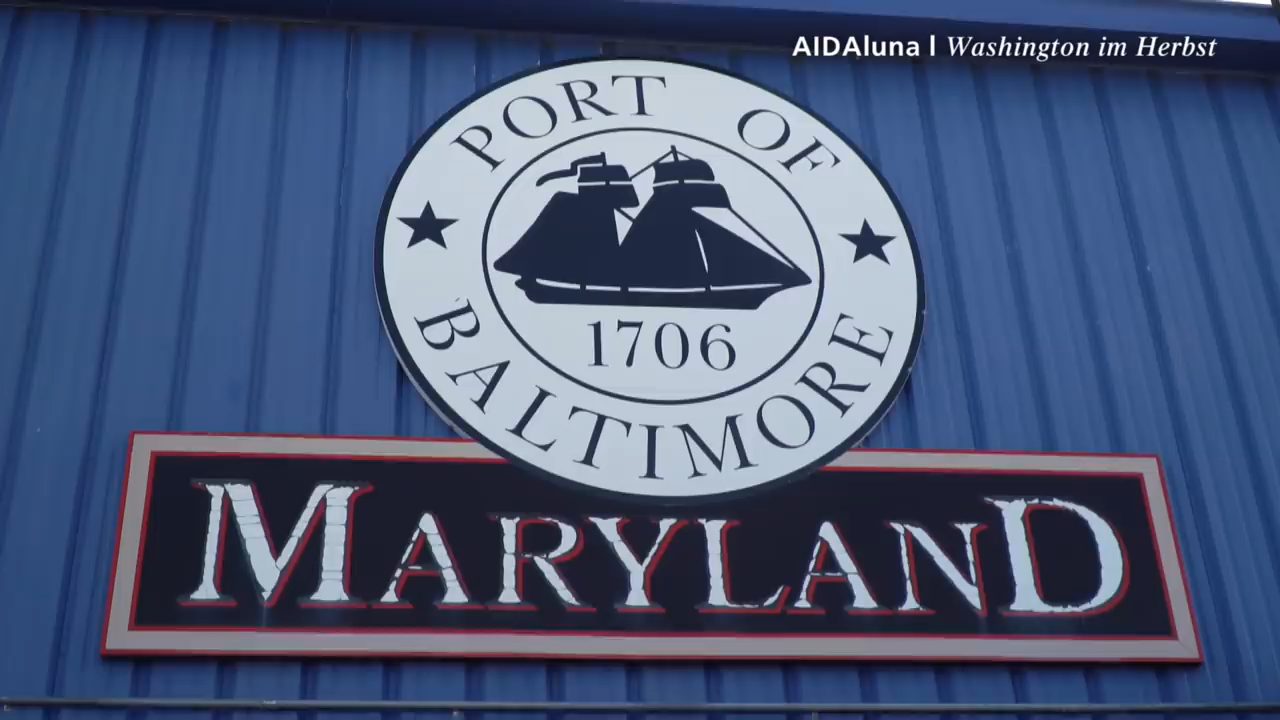 AIDAluna | Washington im Herbst
PORT OF
BALTIMORE
1706
MARYLAND